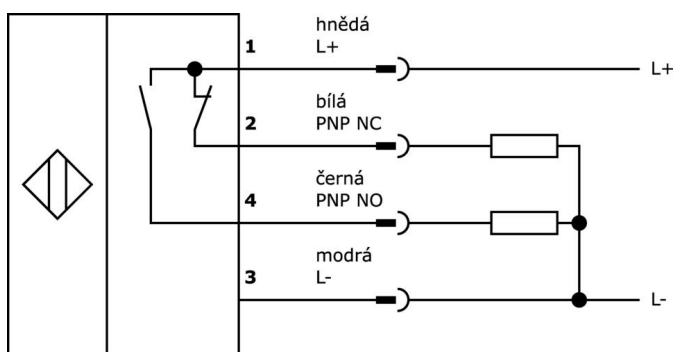 hnědá
1 L+ L+
bílá
2 PNP NC
černá
4 PNP NO
modrá
3 L- L-